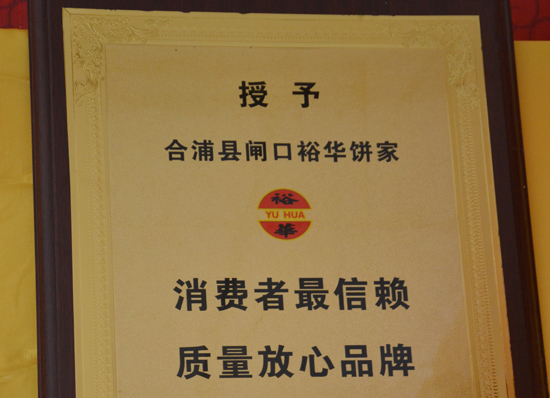 授予
合浦县闸口裕华饼家
裕
YU HUA
華
消费者最信赖
质量放心品牌